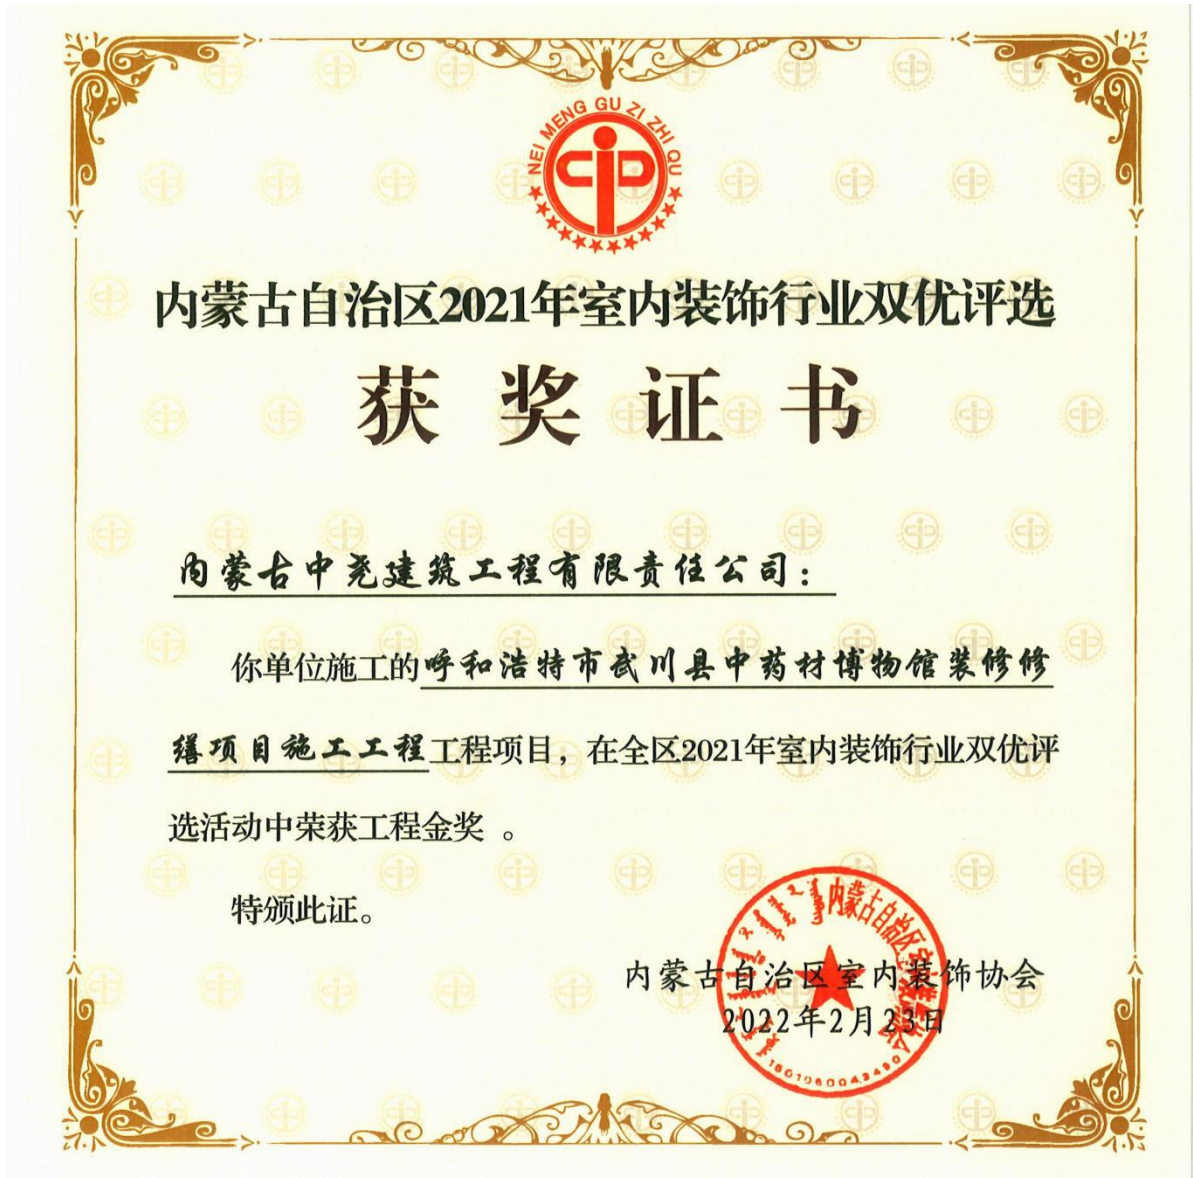 NEI MENG GU ZI ZHI QU
内蒙古自治区2021年室内装饰行业双优评选
获奖证书
内蒙古中尧建筑工程有限责任公司：
你单位施工的呼和浩特市武川县中药材博物馆装修修
缮项目施工工程工程项目，在全区2021年室内装饰行业双优评
选活动中荣获工程金奖 。
特颁此证。
内蒙古自治区室内装饰协会
2022年2月23日